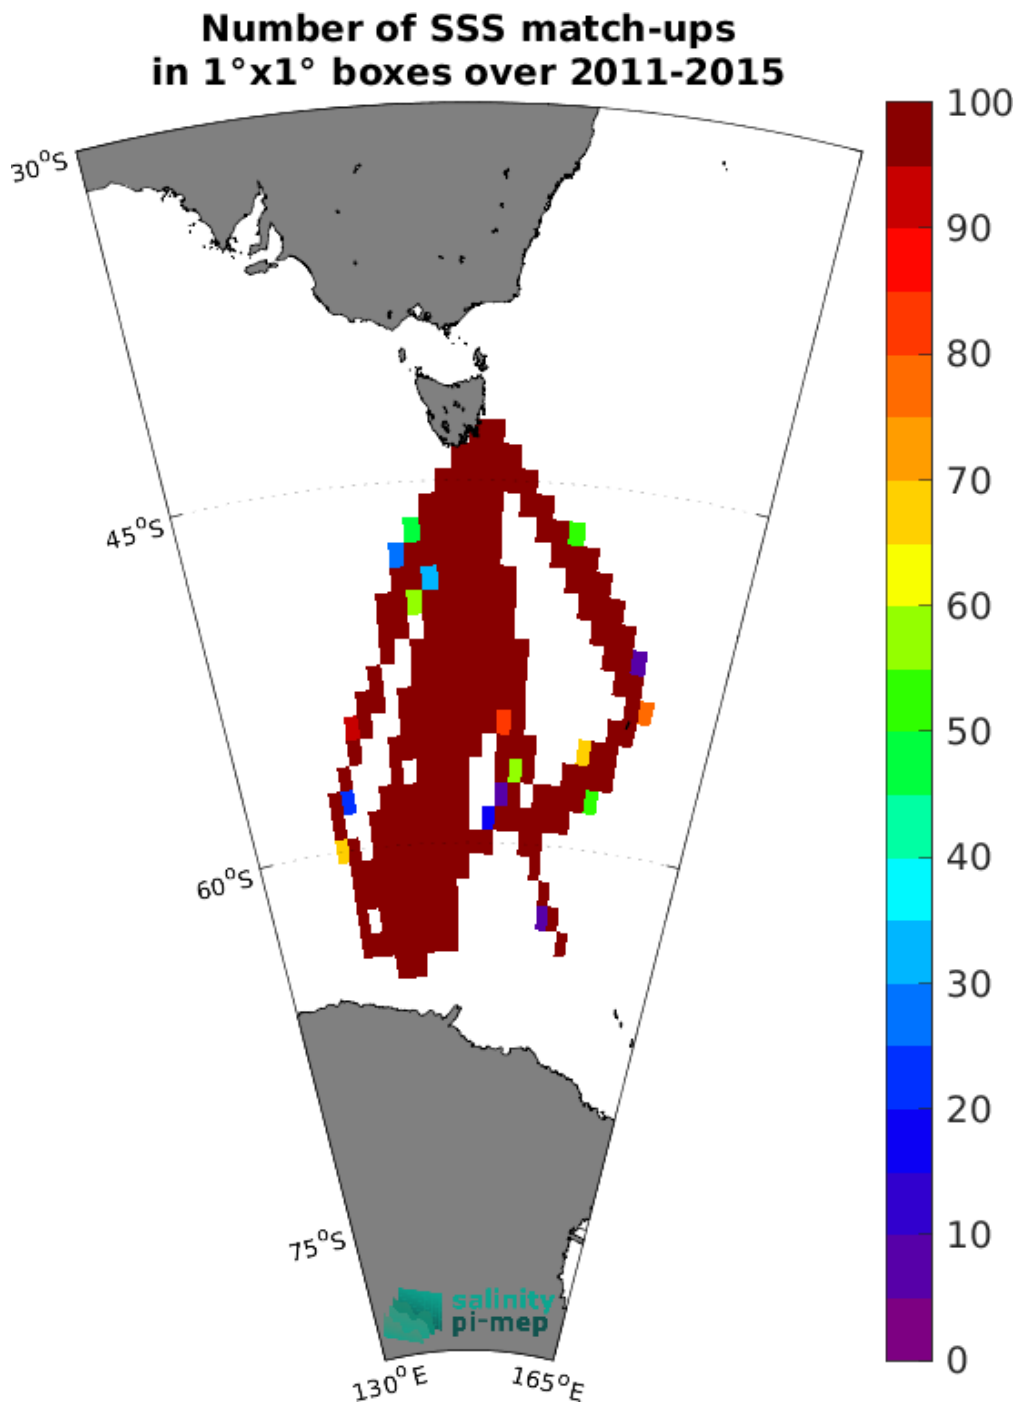 Number of SSS match-ups
in 1°x1° boxes over 2011-2015
30°S
45°S
60°S
75°S
130°E
165°E
100
90
80
70
60
50
40
30
20
10
0
salinity
pi-mep